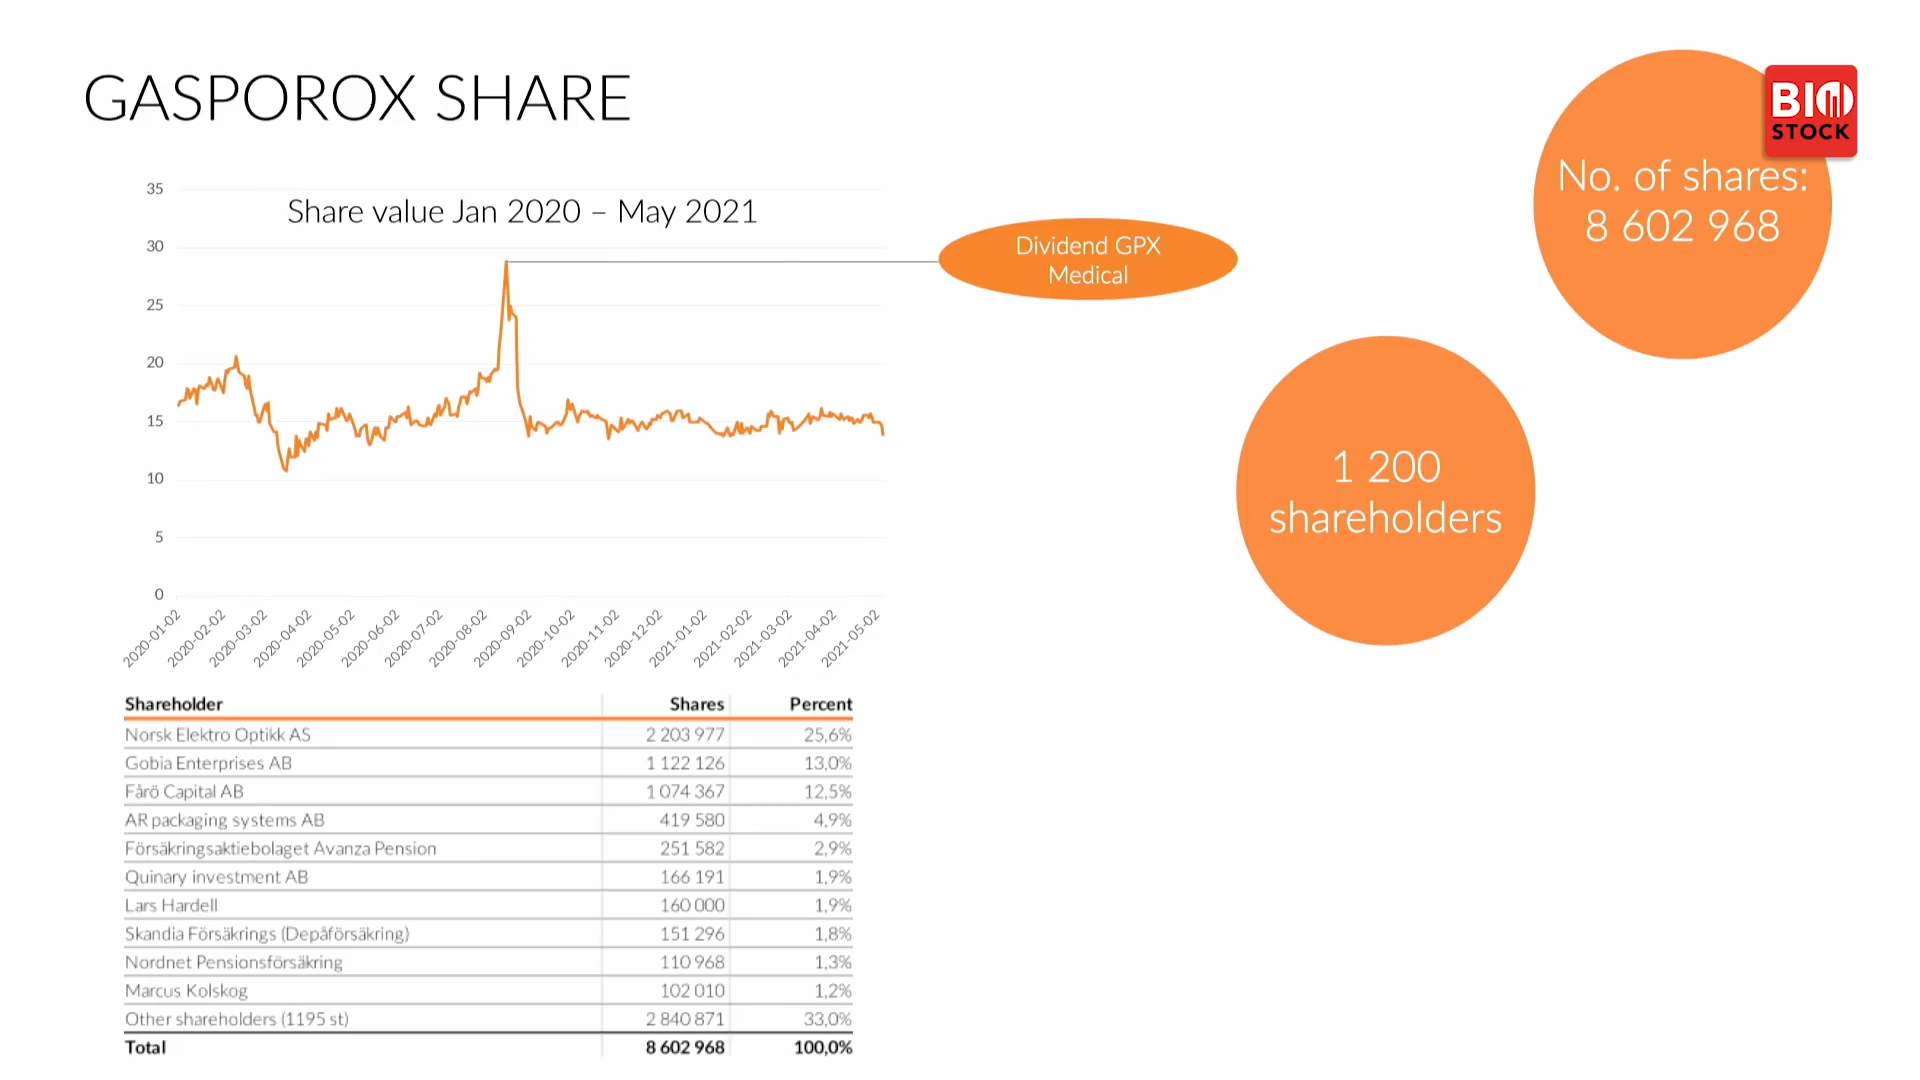 GASPOROX SHARE
BIO
STOCK
No. of shares:
8 602 968
Share value Jan 2020 – May 2021
35
30
25
20
15
10
5
0
2020-01-02
2020-02-02
2020-03-02
2020-04-02
2020-05-02
2020-06-02
2020-07-02
2020-08-02
2020-09-02
2020-10-02
2020-11-02
2020-12-02
2021-01-02
2021-02-02
2021-03-02
2021-04-02
2021-05-02
Dividend GPX
Medical
1 200
shareholders
Shareholder Shares Percent
Norsk Elektro Optikk AS 2 203 977 25,6%
Gobia Enterprises AB 1 122 126 13,0%
Fårö Capital AB 1 074 367 12,5%
AR packaging systems AB 419 580 4,9%
Försäkringsaktiebolaget Avanza Pension 251 582 2,9%
Quinary investment AB 166 191 1,9%
Lars Hardell 160 000 1,9%
Skandia Försäkrings (Depåförsäkring) 151 296 1,8%
Nordnet Pensionsförsäkring 110 968 1,3%
Marcus Kolskog 102 010 1,2%
Other shareholders (1195 st) 2 840 871 33,0%
Total 8 602 968 100,0%